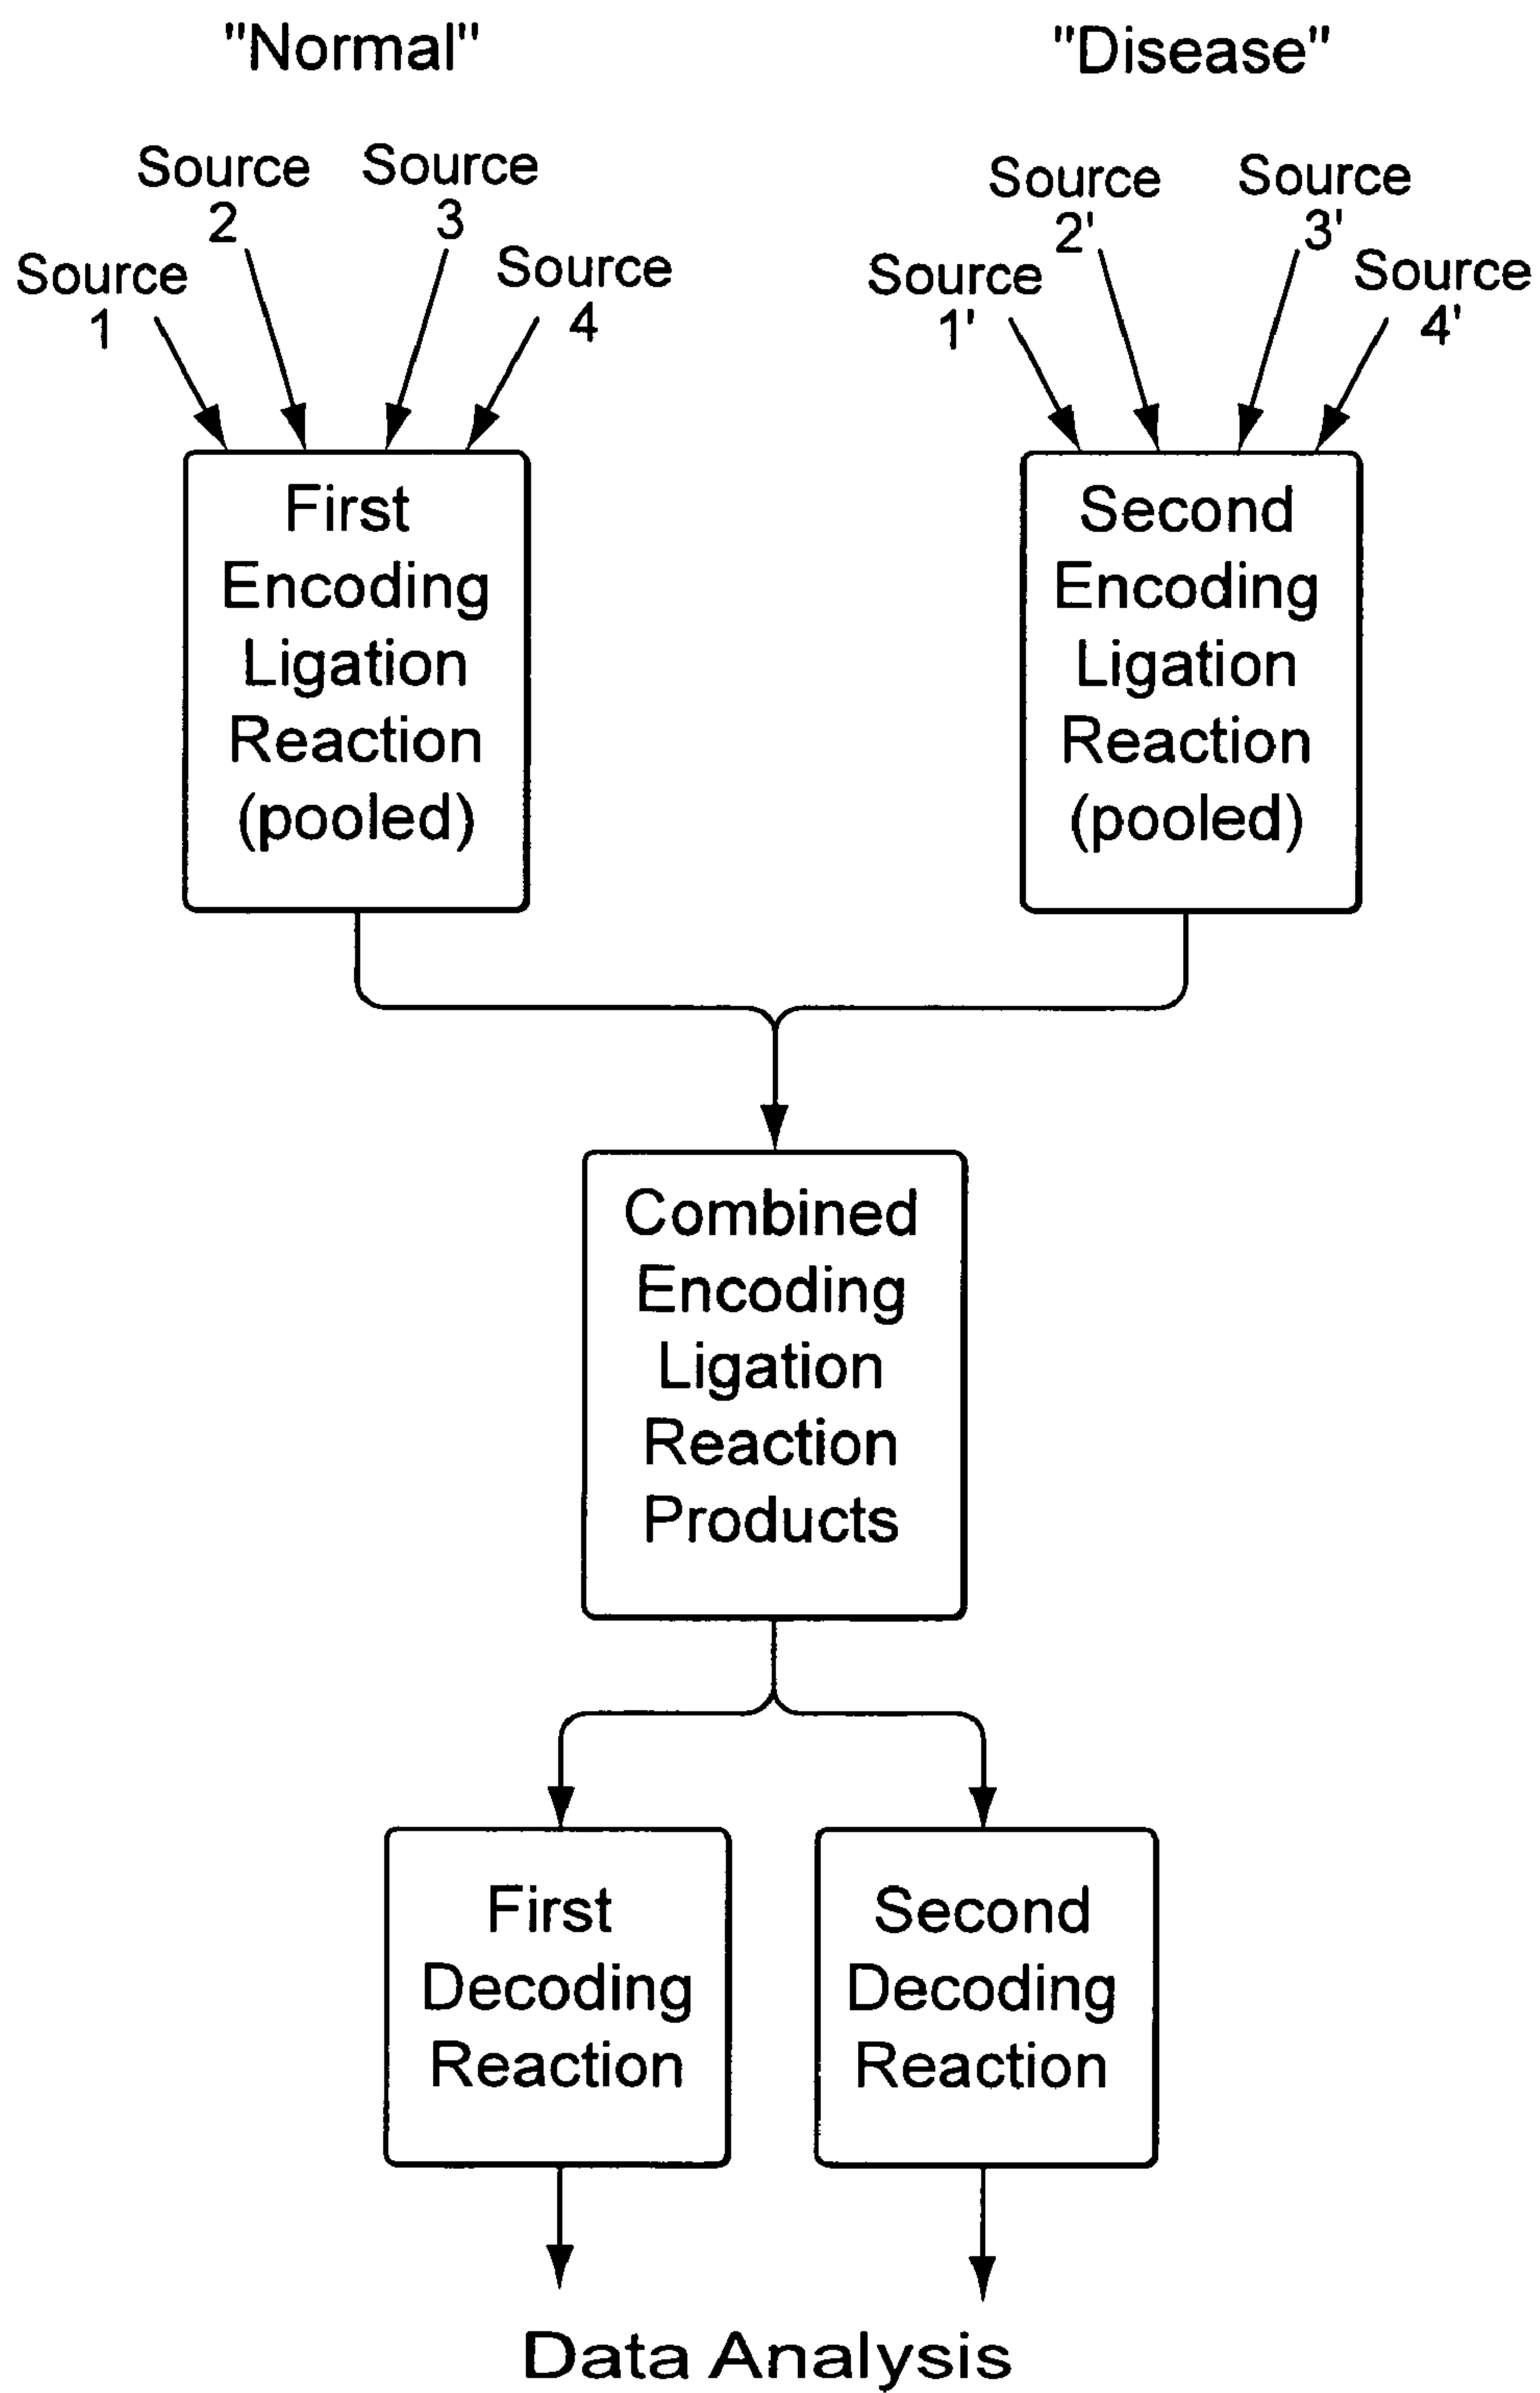 "Normal"
"Disease"
Source
2
Source
3
Source
1
Source
4
Source
2'
Source
3'
Source
1'
Source
4'
First
Encoding
Ligation
Reaction
(pooled)
Second
Encoding
Ligation
Reaction
(pooled)
Combined
Encoding
Ligation
Reaction
Products
First
Decoding
Reaction
Second
Decoding
Reaction
Data Analysis